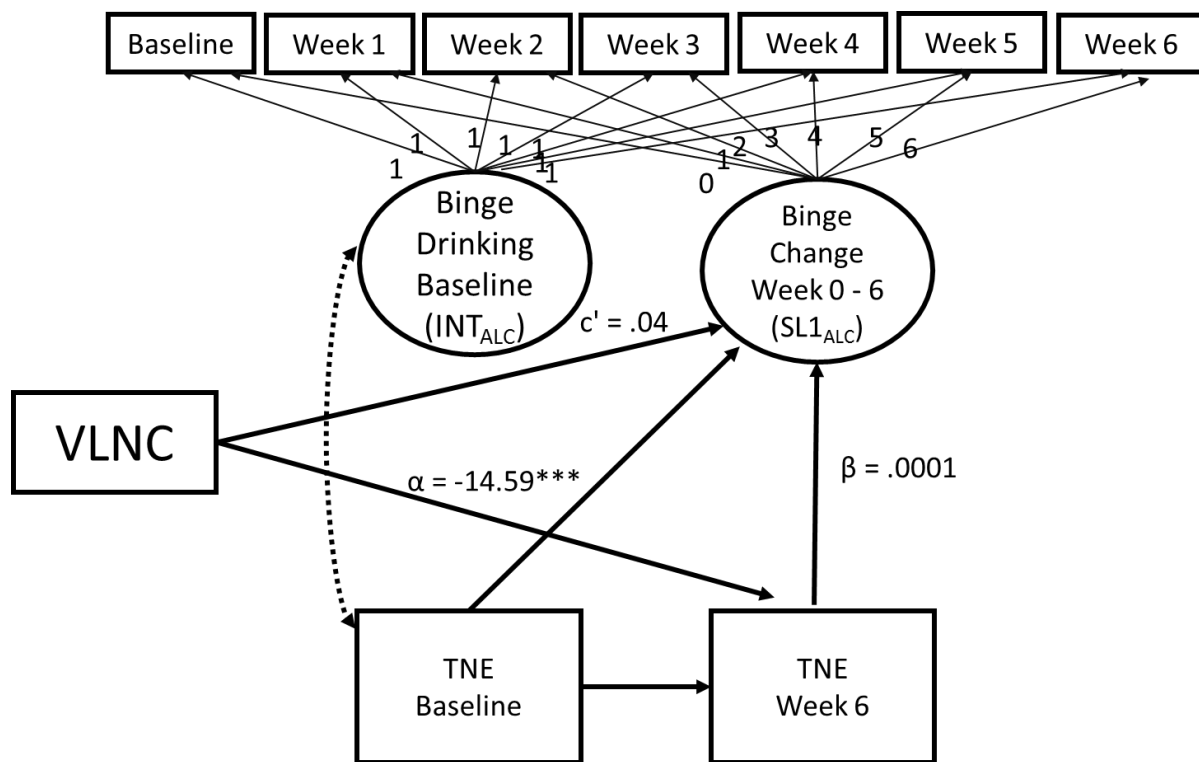 Baseline
Week 1
Week 2
Week 3
Week 4
Week 5
Week 6
1
1
1
1
1
1
1
0
1
2
3
4
5
6
Binge
Drinking
Baseline
(INT_ALC)
Binge
Change
Week 0 - 6
(SL1_ALC)
c' = .04
VLNC
α = -14.59***
β = .0001
TNE
Baseline
TNE
Week 6